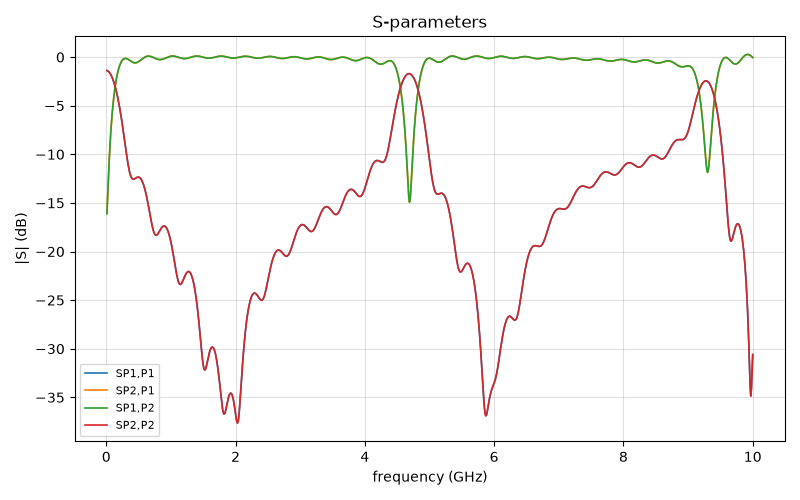 S-parameters
0
−5
−10
−15
−20
−25
−30
−35
|S| (dB)
SP1,P1
SP2,P1
SP1,P2
SP2,P2
0 2 4 6 8 10
frequency (GHz)